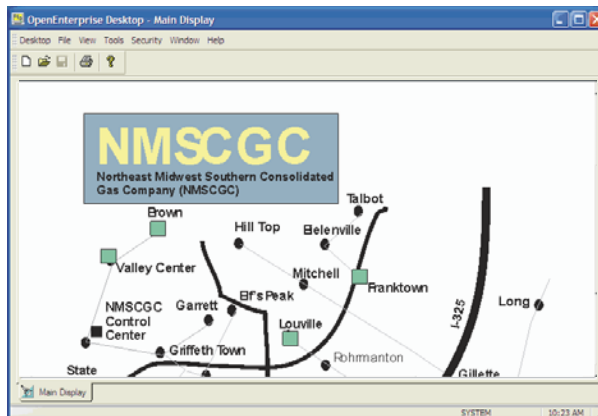 OpenEnterprise Desktop - Main Display
Desktop File View Tools Security Window Help
NMSCGC
Northeast Midwest Southern Consolidated
Gas Company (NMSCGC)
Talbot
Brown
Hill Top
Belenville
Valley Center
Mitchell
Franktown
NMSCGC
Control
Center
Garrett
Elf's Peak
Louville
I-325
Long
Griffeth Town
Rohrmanton
State
Gillette
Main Display
SYSTEM
10:23 AM